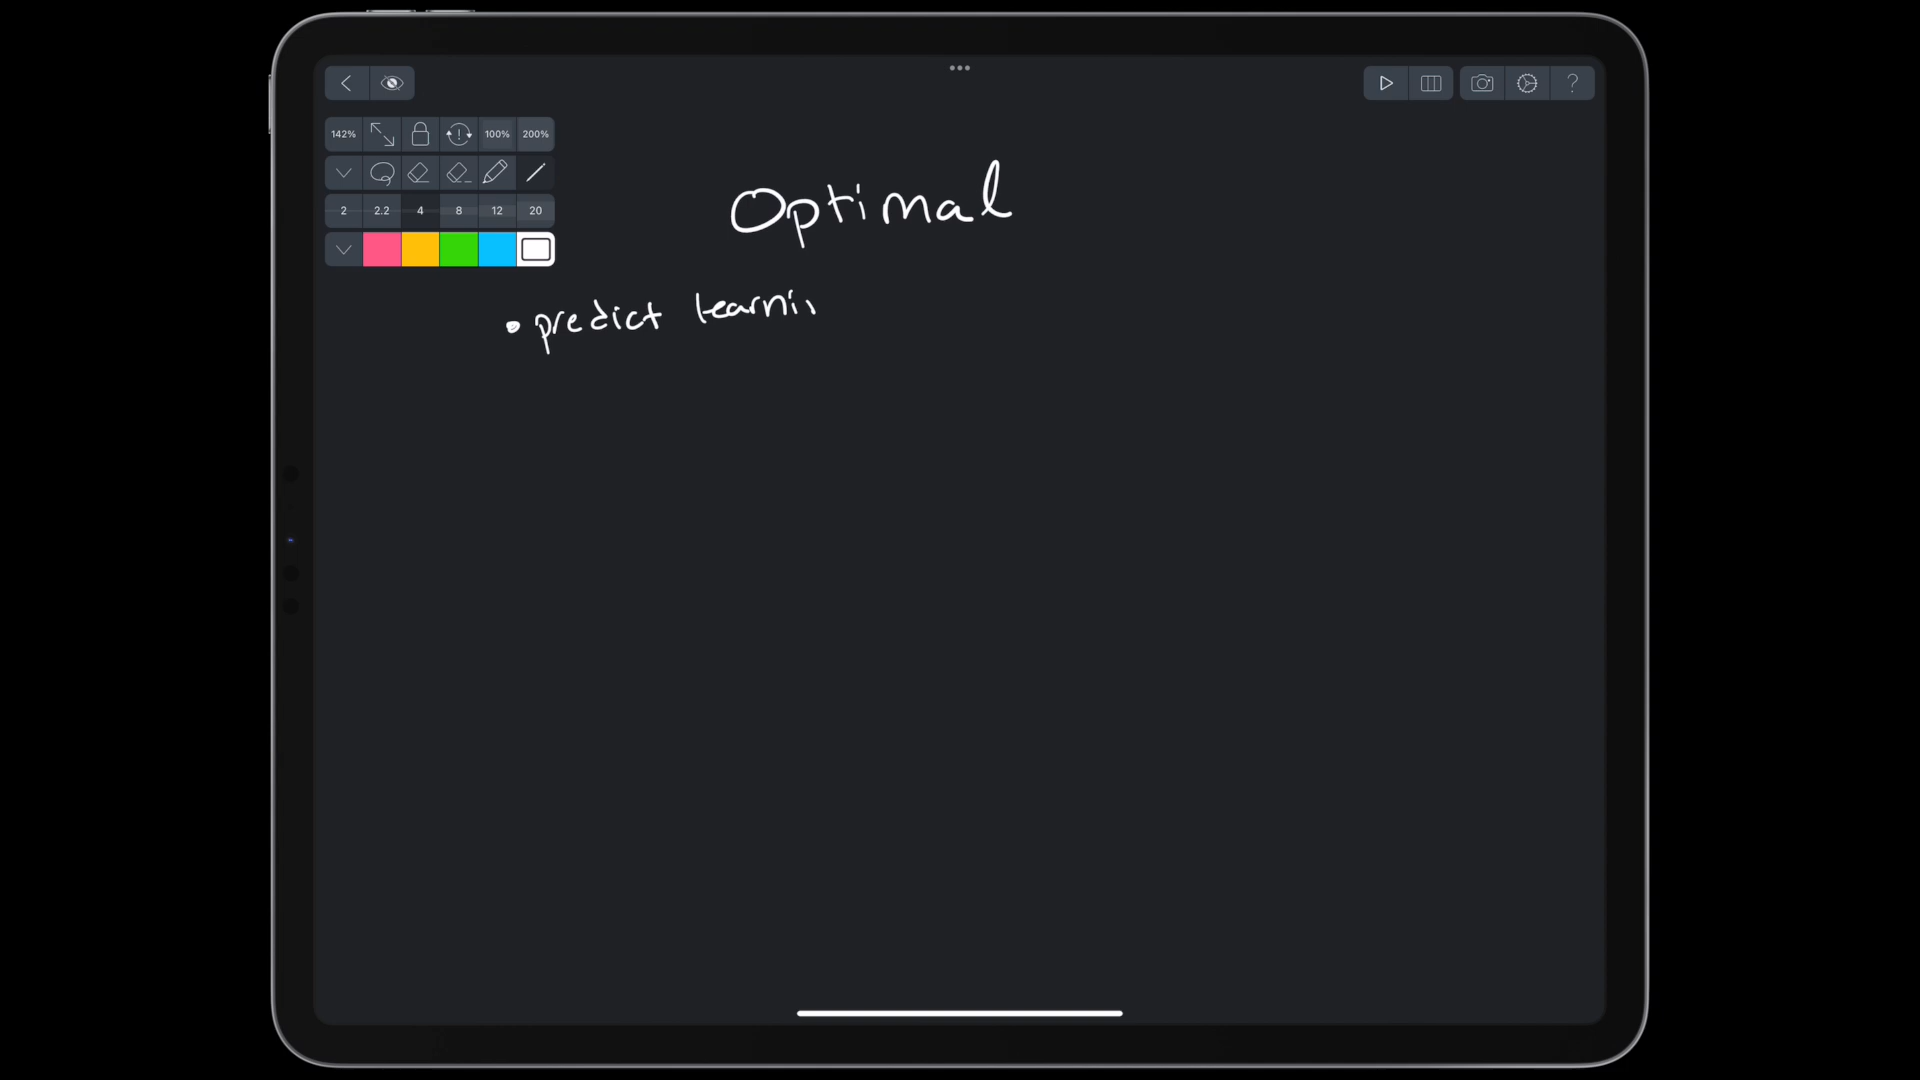 142% 100% 200%
2 2.2 4 8 12 20
?
Optimal
• predict learni